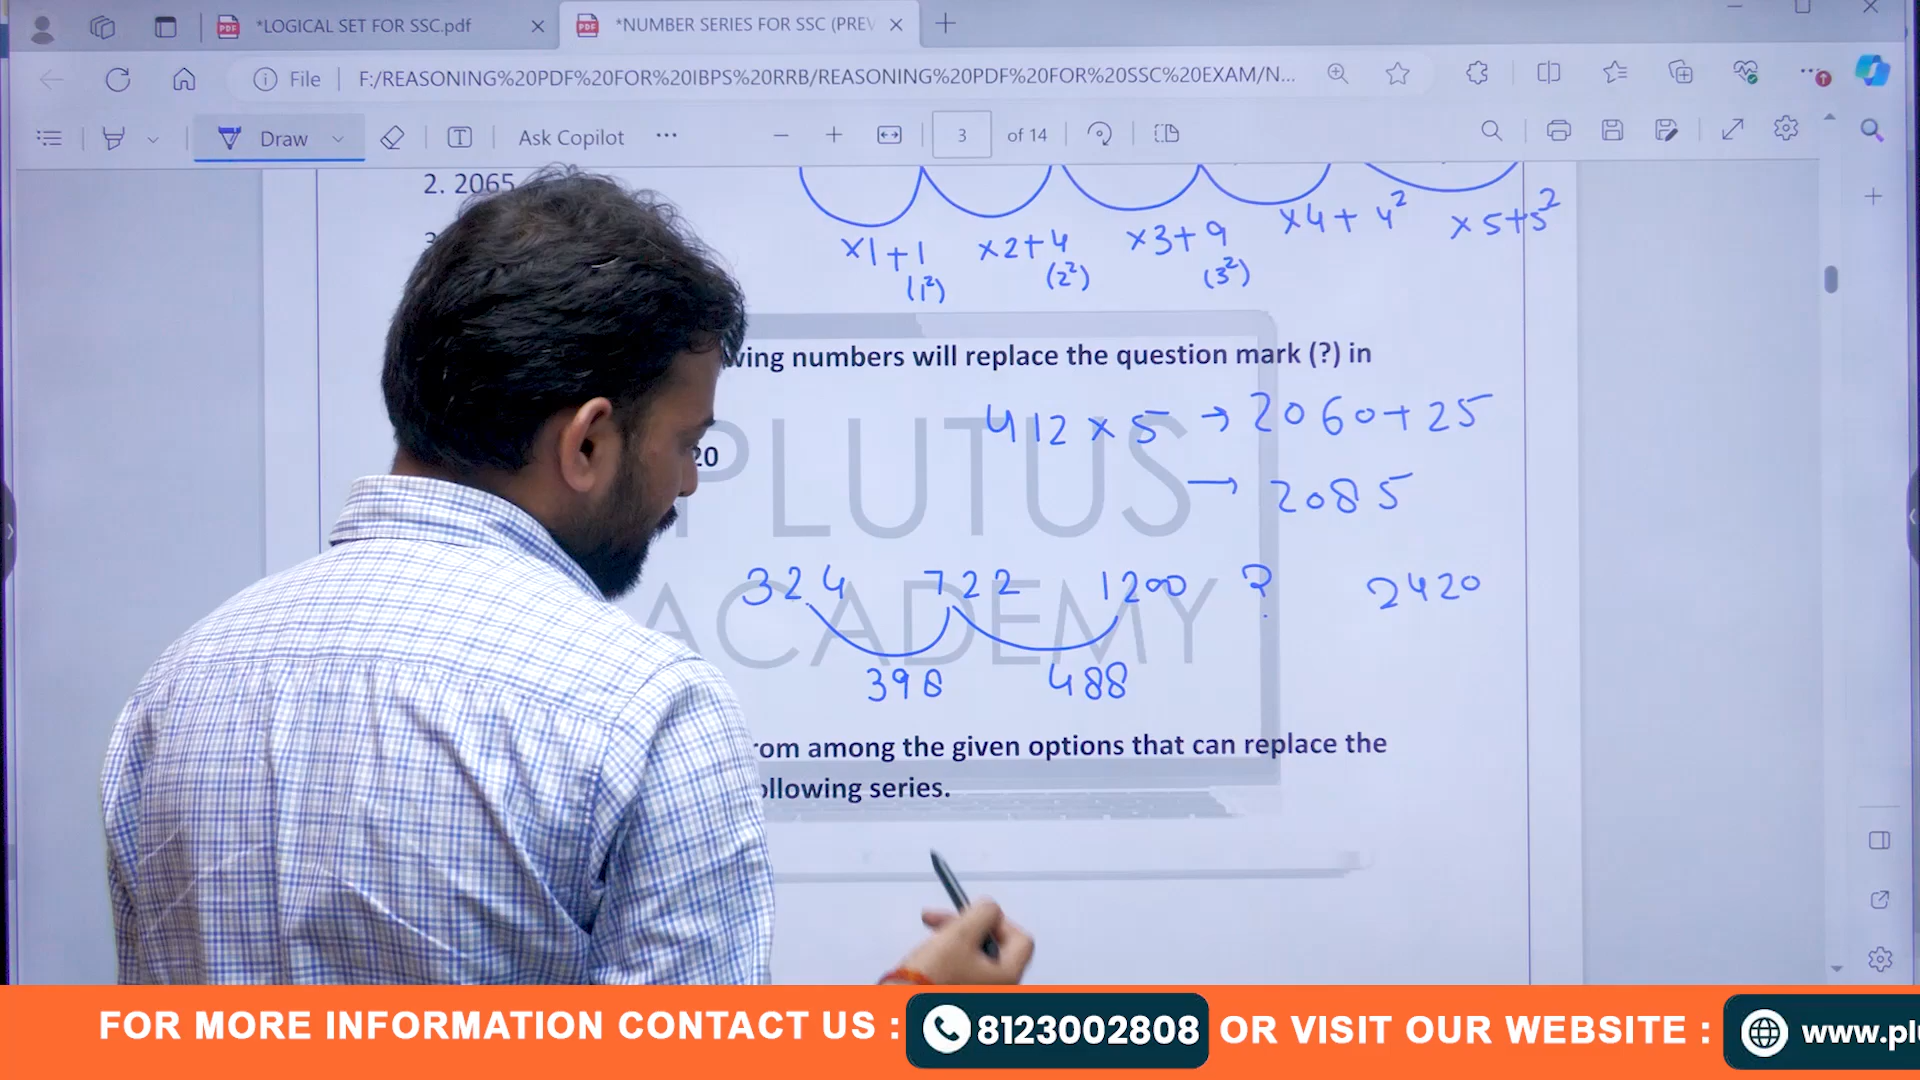 *LOGICAL SET FOR SSC.pdf
*NUMBER SERIES FOR SSC (PREV
File
F:/REASONING%20PDF%20FOR%20IBPS%20RRB/REASONING%20PDF%20FOR%20SSC%20EXAM/N...
Draw
Ask Copilot
3 of 14
2. 2065
×1+1 ×2+4 ×3+9 ×4+4² ×5+5²
(1²) (2²) (3²)
wing numbers will replace the question mark (?) in
412 × 5 → 2060+25
20
→ 2085
PLUTUS
ACADEMY
324 722 1200 ? 2420
398 488
rom among the given options that can replace the
ollowing series.
FOR MORE INFORMATION CONTACT US : 8123002808 OR VISIT OUR WEBSITE : www.pl